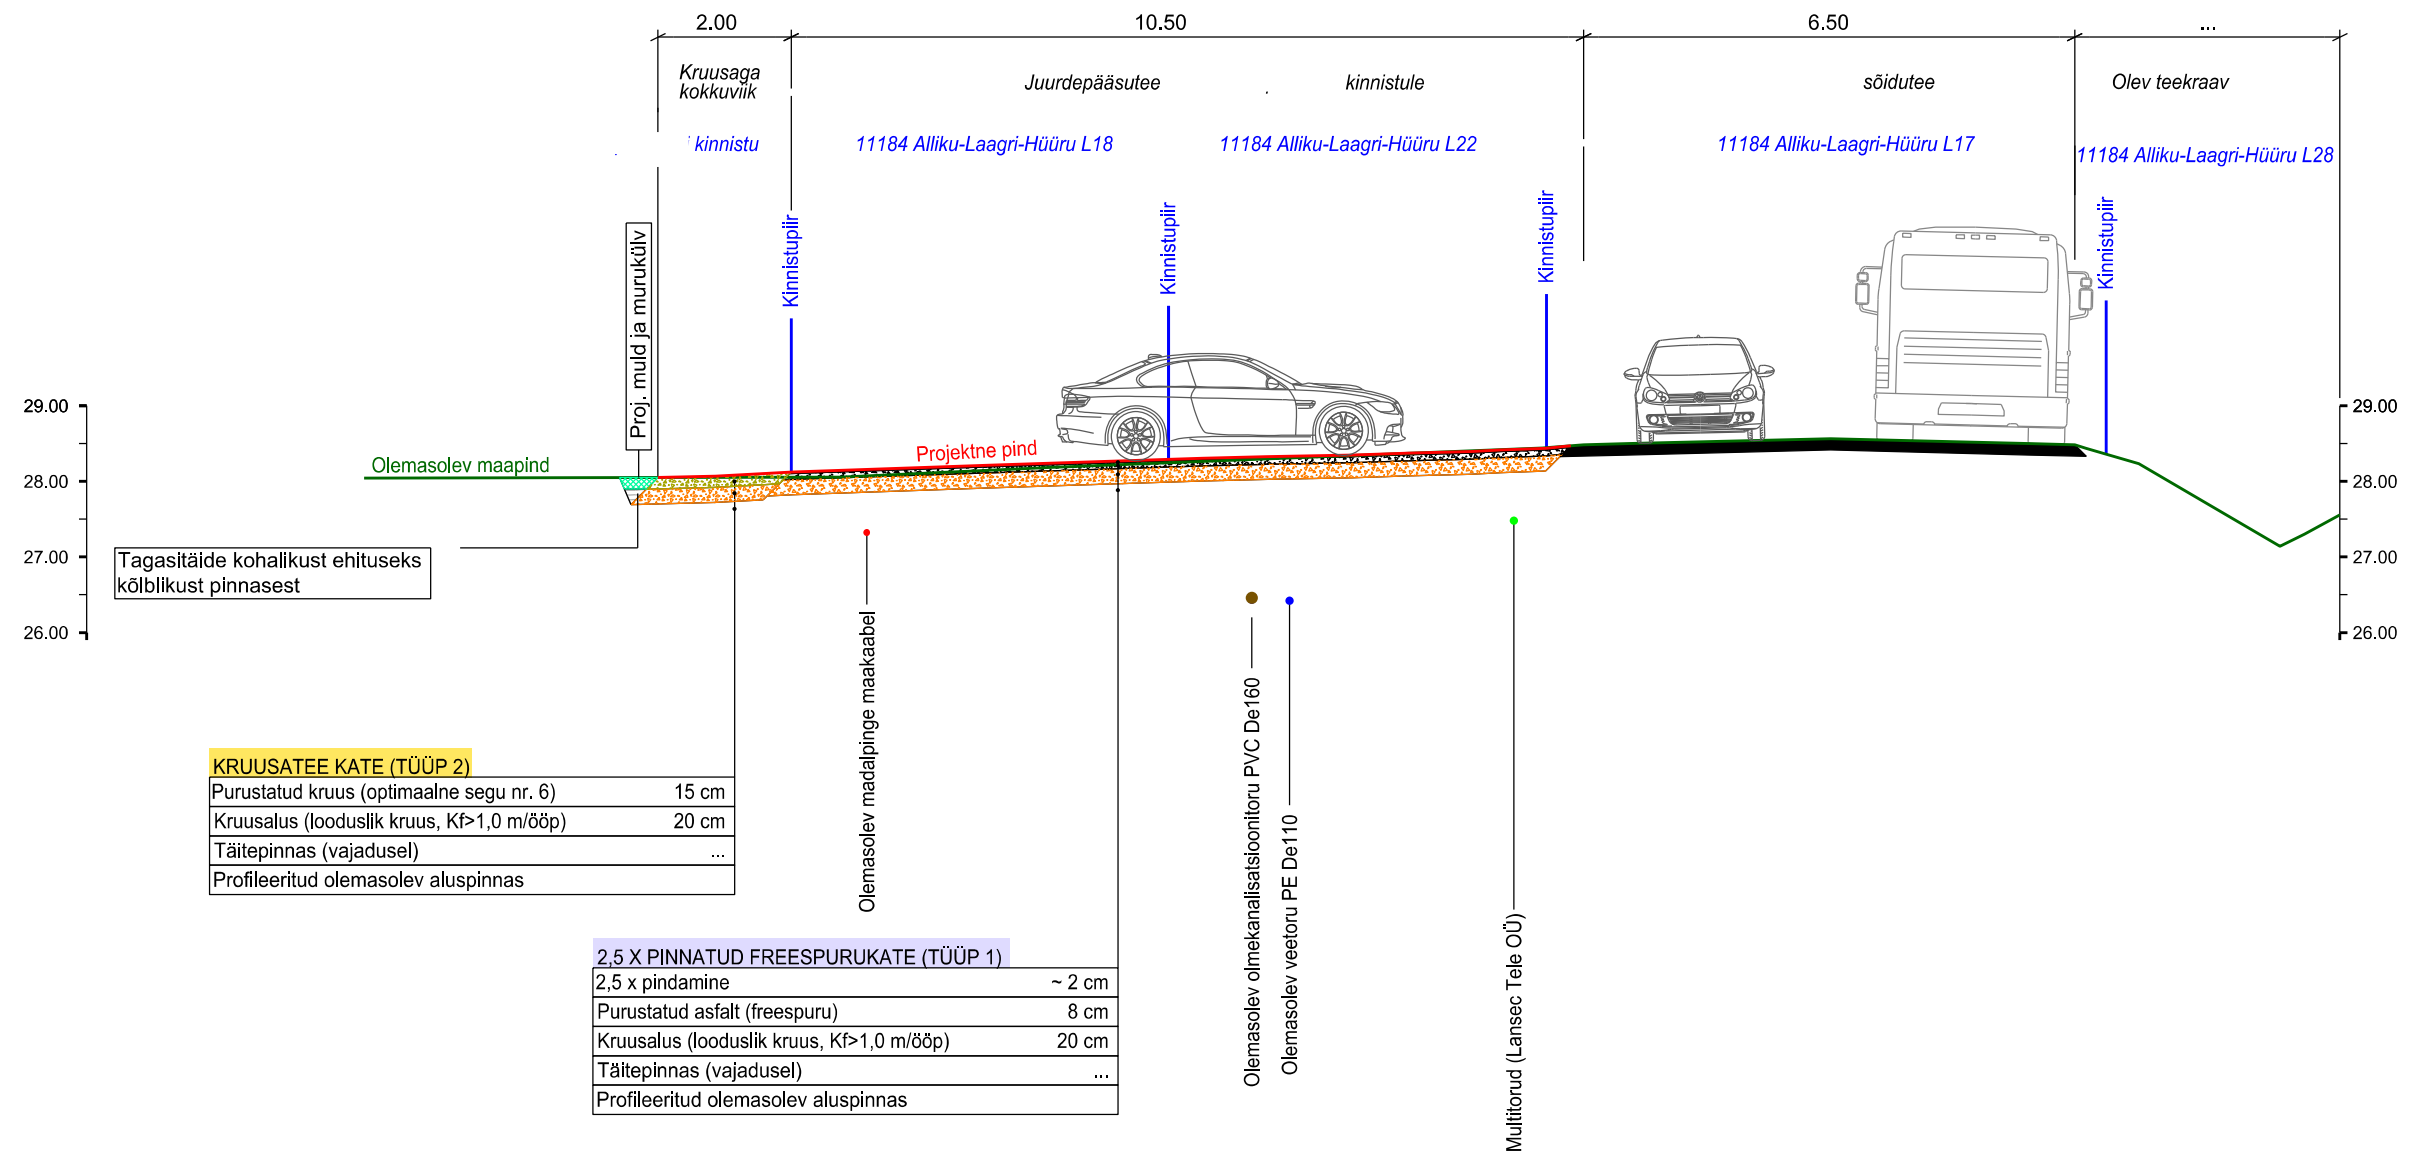 2.00
10.50
6.50
...
Kruusaga
kokkuviik
Juurdepääsutee
kinnistule
sõidutee
Olev teekraav
kinnistu
11184 Alliku-Laagri-Hüüru L18
11184 Alliku-Laagri-Hüüru L22
11184 Alliku-Laagri-Hüüru L17
11184 Alliku-Laagri-Hüüru L28
Proj. muld ja murukülv
Kinnistupiir
Kinnistupiir
Kinnistupiir
Kinnistupiir
29.00
28.00
27.00
26.00
29.00
28.00
27.00
26.00
Olemasolev maapind
Projektne pind
Tagasitäide kohalikust ehituseks
kõlblikust pinnasest
Olemasolev madalpinge maakaabel
Olemasolev olmekanalisatsioonitoru PVC De160
Olemasolev veetoru PE De110
Multitorud (Lansec Tele OÜ)
KRUUSATEE KATE (TÜÜP 2)
Purustatud kruus (optimaalne segu nr. 6) 15 cm
Kruusalus (looduslik kruus, Kf>1,0 m/ööp) 20 cm
Täitepinnas (vajadusel) ...
Profileeritud olemasolev aluspinnas
2,5 X PINNATUD FREESPURUKATE (TÜÜP 1)
2,5 x pindamine ~ 2 cm
Purustatud asfalt (freespuru) 8 cm
Kruusalus (looduslik kruus, Kf>1,0 m/ööp) 20 cm
Täitepinnas (vajadusel) ...
Profileeritud olemasolev aluspinnas